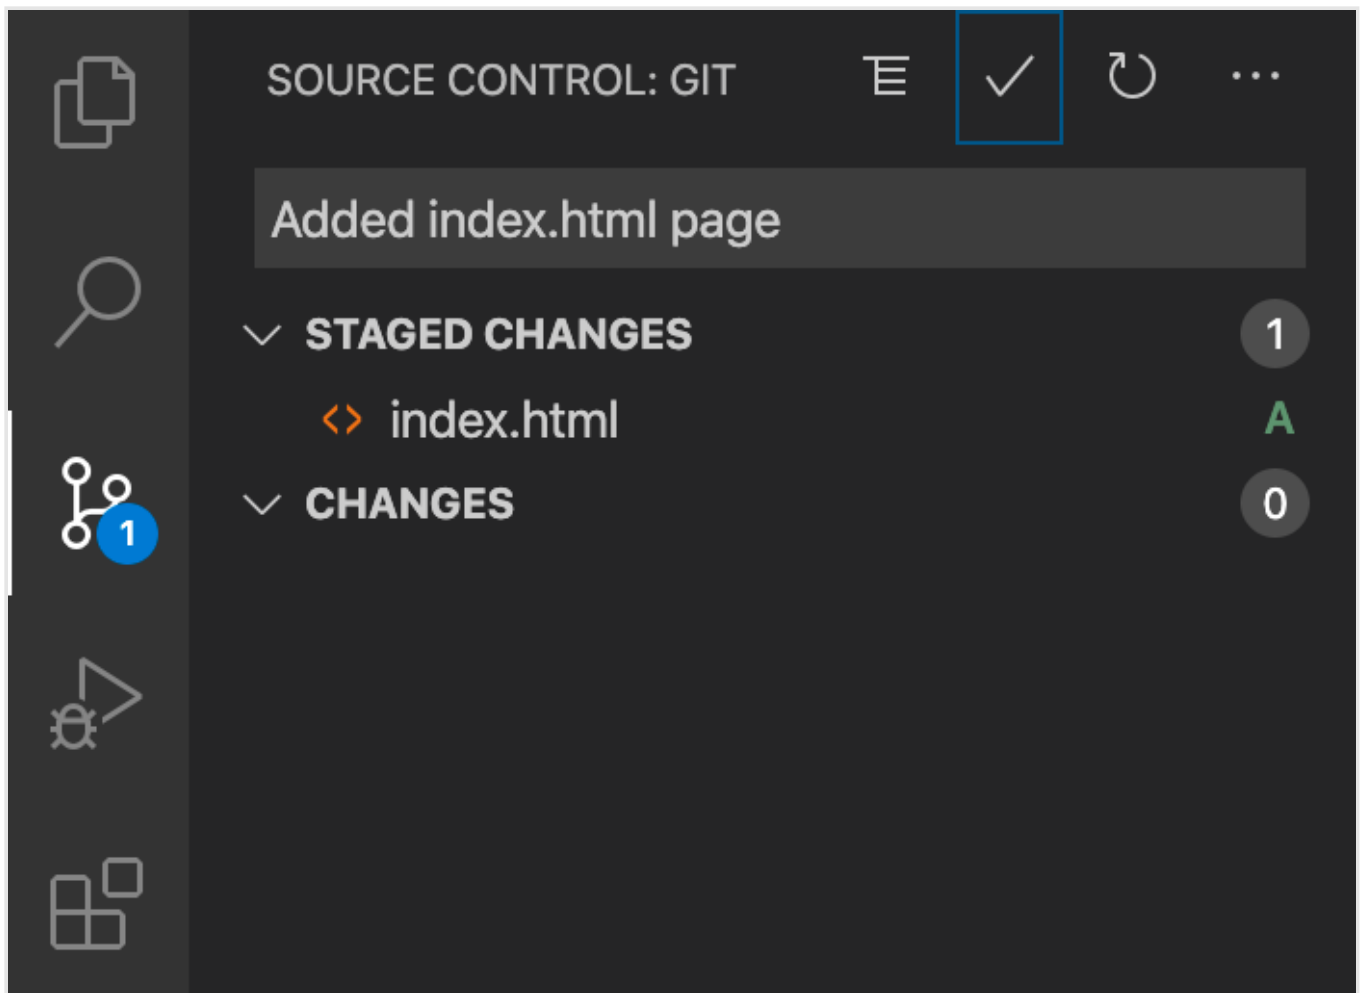 SOURCE CONTROL: GIT
Added index.html page
STAGED CHANGES 1
index.html A
1
CHANGES 0